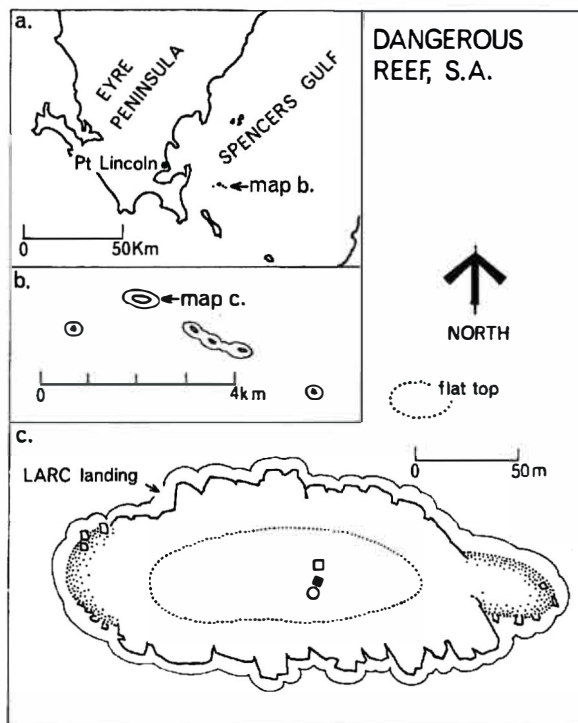 a.
EYRE
PENINSULA
SPENCERS GULF
Pt Lincoln
map b.
0 50Km
DANGEROUS
REEF, S.A.
b.
map c.
0 4km
NORTH
flat top
c.
LARC landing
0 50m